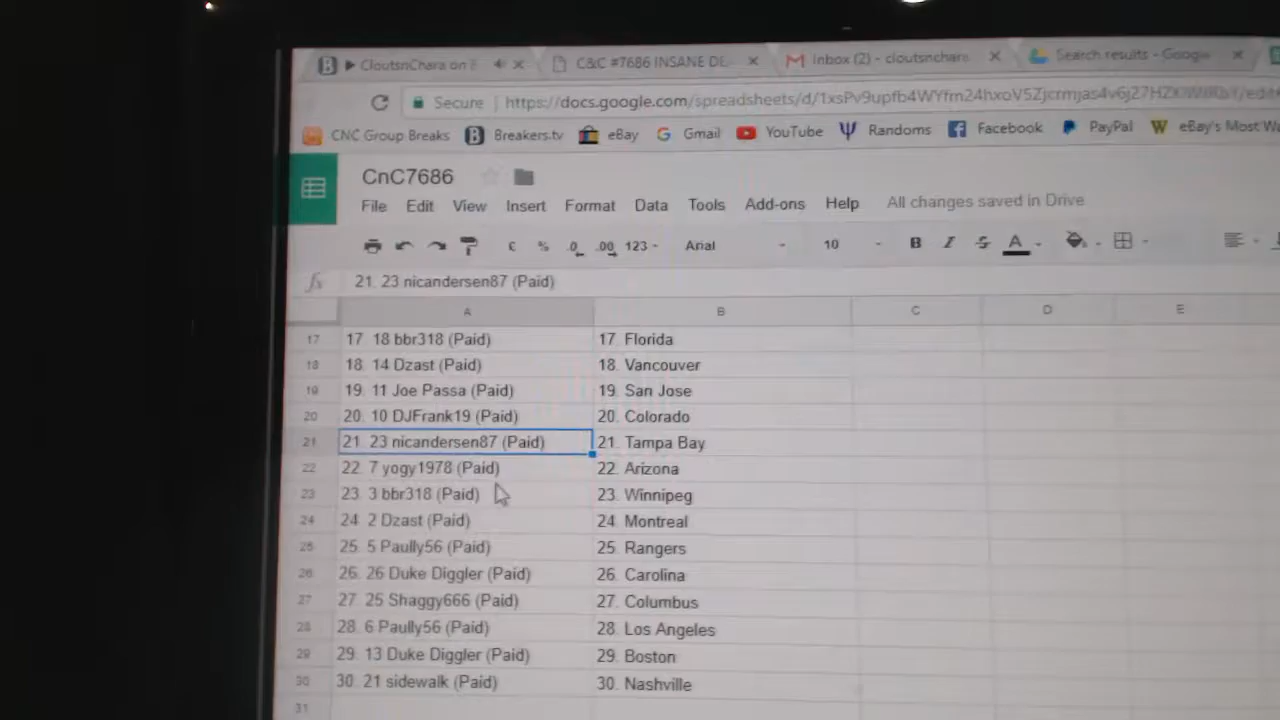 CloutsnChara on
C&C #7686 INSANE DE
Inbox (2) - cloutsnchara
Search results - Google
Secure
CNC Group Breaks Breakers.tv eBay Gmail YouTube Randoms Facebook PayPal eBay's Most
CnC7686
File Edit View Insert Format Data Tools Add-ons Help All changes saved in Drive
€ % .0 .00 123 Arial 10 B I S A
fx 21. 23 nicandersen87 (Paid)
A B C D E
17 17 18 bbr318 (Paid) 17. Florida
18 18. 14 Dzast (Paid) 18. Vancouver
19 19. 11 Joe Passa (Paid) 19. San Jose
20 20. 10 DJFrank19 (Paid) 20. Colorado
21 21 23 nicandersen87 (Paid) 21. Tampa Bay
22 22. 7 yogy1978 (Paid) 22. Arizona
23 23. 3 bbr318 (Paid) 23. Winnipeg
24 24. 2 Dzast (Paid) 24. Montreal
25 25. 5 Paully56 (Paid) 25. Rangers
26 26. 26 Duke Diggler (Paid) 26. Carolina
27 27. 25 Shaggy666 (Paid) 27. Columbus
28 28. 6 Paully56 (Paid) 28. Los Angeles
29 29. 13 Duke Diggler (Paid) 29. Boston
30 30. 21 sidewalk (Paid) 30. Nashville
31